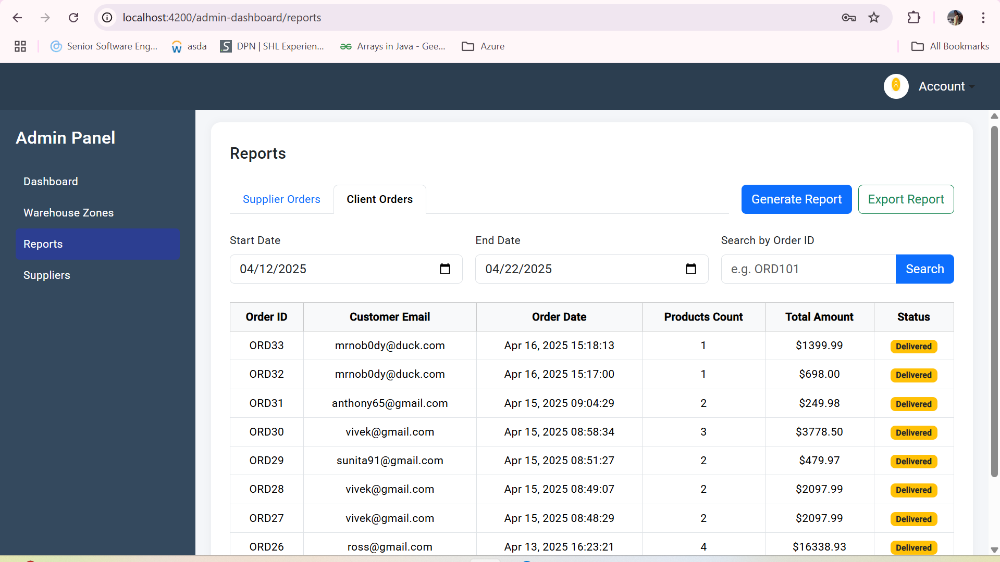 localhost:4200/admin-dashboard/reports
Senior Software Eng... asda DPN | SHL Experien... Arrays in Java - Gee... Azure All Bookmarks
Account
Admin Panel
Dashboard
Warehouse Zones
Reports
Suppliers
Reports
Supplier Orders Client Orders Generate Report Export Report
Start Date End Date Search by Order ID
04/12/2025 04/22/2025 e.g. ORD101 Search
Order ID Customer Email Order Date Products Count Total Amount Status
ORD33 mrnob0dy@duck.com Apr 16, 2025 15:18:13 1 $1399.99 Delivered
ORD32 mrnob0dy@duck.com Apr 16, 2025 15:17:00 1 $698.00 Delivered
ORD31 anthony65@gmail.com Apr 15, 2025 09:04:29 2 $249.98 Delivered
ORD30 vivek@gmail.com Apr 15, 2025 08:58:34 3 $3778.50 Delivered
ORD29 sunita91@gmail.com Apr 15, 2025 08:51:27 2 $479.97 Delivered
ORD28 vivek@gmail.com Apr 15, 2025 08:49:07 2 $2097.99 Delivered
ORD27 vivek@gmail.com Apr 15, 2025 08:48:29 2 $2097.99 Delivered
ORD26 ross@gmail.com Apr 13, 2025 16:23:21 4 $16338.93 Delivered